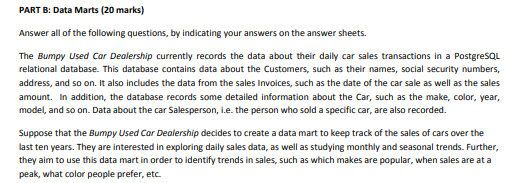 PART B: Data Marts (20 marks)
Answer all of the following questions, by indicating your answers on the answer sheets.
The Bumpy Used Car Dealership currently records the data about their daily car sales transactions in a PostgreSQL
relational database. This database contains data about the Customers, such as their names, social security numbers,
address, and so on. It also includes the data from the sales Invoices, such as the date of the car sale as well as the sales
amount. In addition, the database records some detailed information about the Car, such as the make, color, year,
model, and so on. Data about the car Salesperson, i.e. the person who sold a specific car, are also recorded.
Suppose that the Bumpy Used Car Dealership decides to create a data mart to keep track of the sales of cars over the
last ten years. They are interested in exploring daily sales data, as well as studying monthly and seasonal trends. Further,
they aim to use this data mart in order to identify trends in sales, such as which makes are popular, when sales are at a
peak, what color people prefer, etc.